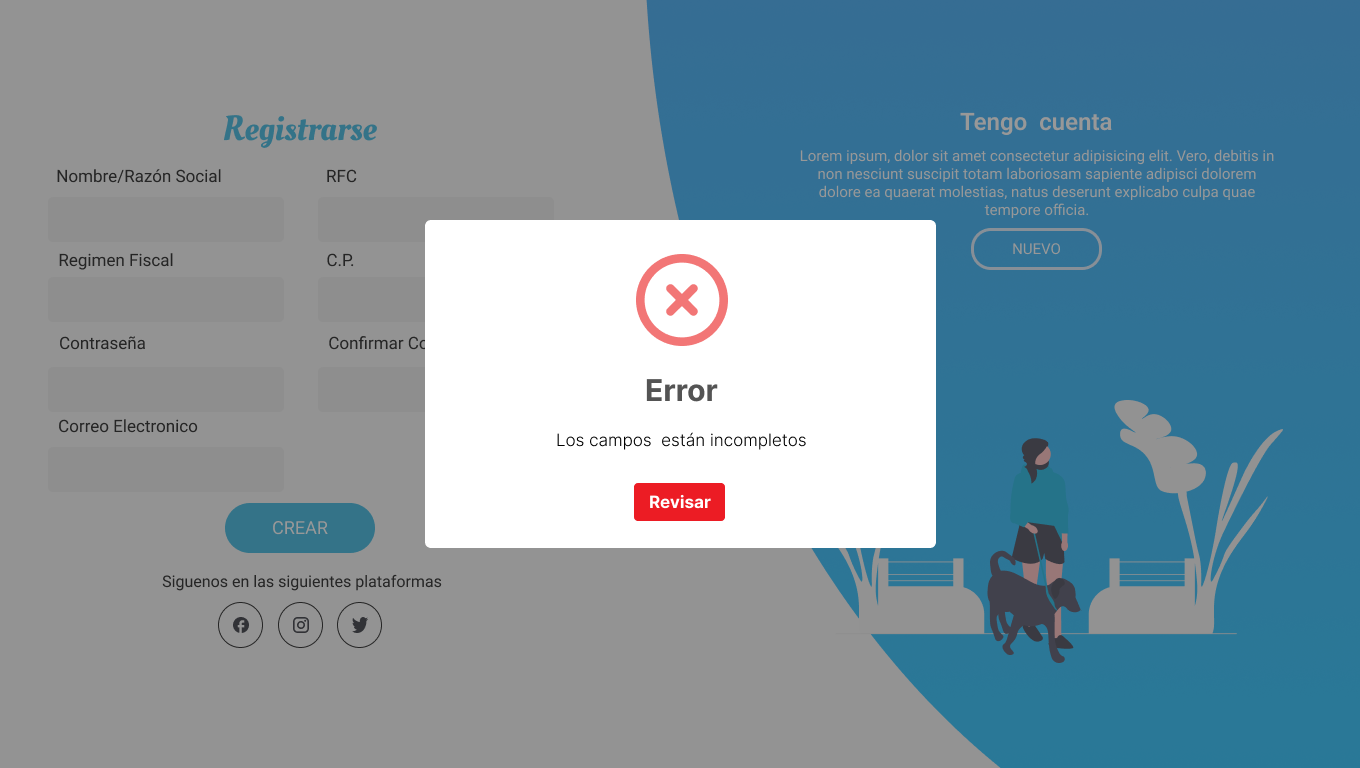 Registrarse
Nombre/Razón Social
RFC
Regimen Fiscal
C.P.
Contraseña
Confirmar
Correo Electronico
CREAR
Siguenos en las siguientes plataformas
Tengo cuenta
Lorem ipsum, dolor sit amet consectetur adipisicing elit. Vero, debitis in
non nesciunt suscipit totam laboriosam sapiente adipisci dolorem
dolore ea quaerat molestias, natus deserunt explicabo culpa quae
tempore officia.
NUEVO
Error
Los campos están incompletos
Revisar